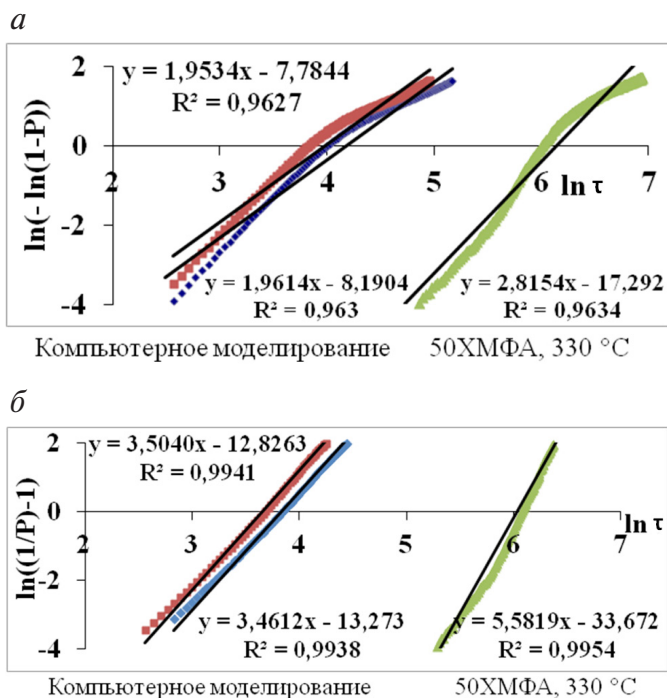 а
2
y = 1,9534x - 7,7844
R² = 0,9627
ln(- ln(1-P))
0
2 3 4 5 6 7
ln τ
-2
y = 1,9614x - 8,1904
R² = 0,963
y = 2,8154x - 17,292
R² = 0,9634
-4
Компьютерное моделирование 50ХМФА, 330 °С
б
2
y = 3,5040x - 12,8263
R² = 0,9941
ln((1/P)-1)
0
2 3 4 5 6 7
ln τ
-2
y = 3,4612x - 13,273
R² = 0,9938
y = 5,5819x - 33,672
R² = 0,9954
-4
Компьютерное моделирование 50ХМФА, 330 °С